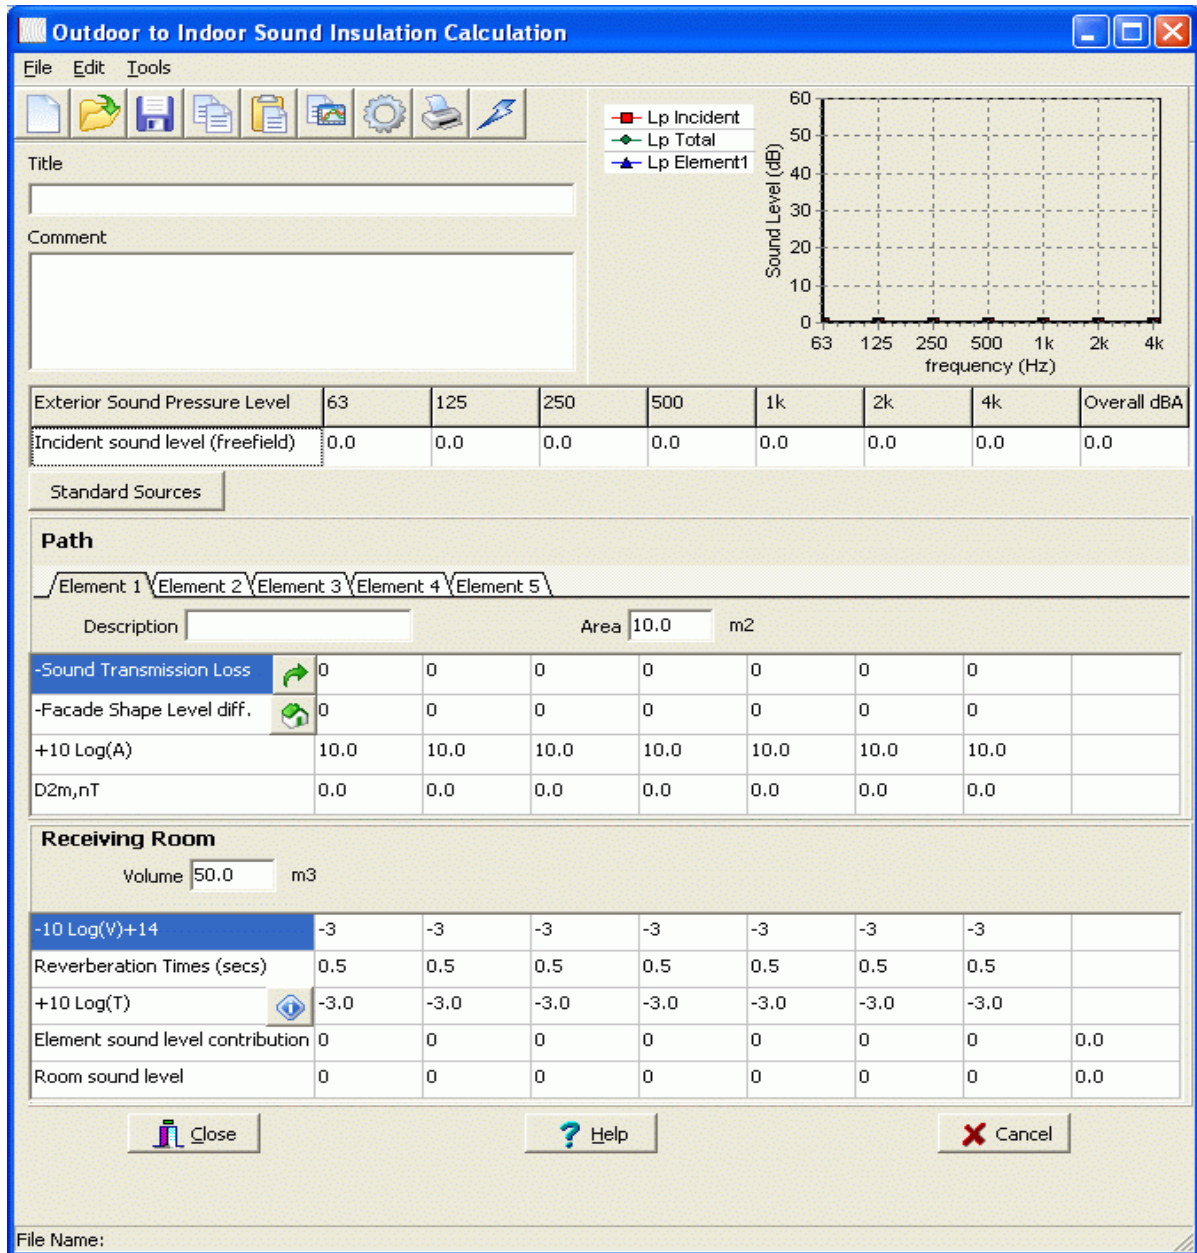 Outdoor to Indoor Sound Insulation Calculation
File Edit Tools
Title
Comment
Lp Incident
Lp Total
Lp Element1
Sound Level (dB)
60
50
40
30
20
10
0
63 125 250 500 1k 2k 4k
frequency (Hz)
Exterior Sound Pressure Level 63 125 250 500 1k 2k 4k Overall dBA
Incident sound level (freefield) 0.0 0.0 0.0 0.0 0.0 0.0 0.0 0.0
Standard Sources
Path
Element 1 Element 2 Element 3 Element 4 Element 5
Description Area 10.0 m2
-Sound Transmission Loss 0 0 0 0 0 0 0
-Facade Shape Level diff. 0 0 0 0 0 0 0
+10 Log(A) 10.0 10.0 10.0 10.0 10.0 10.0 10.0
D2m,nT 0.0 0.0 0.0 0.0 0.0 0.0 0.0
Receiving Room
Volume 50.0 m3
-10 Log(V)+14 -3 -3 -3 -3 -3 -3 -3
Reverberation Times (secs) 0.5 0.5 0.5 0.5 0.5 0.5 0.5
+10 Log(T) -3.0 -3.0 -3.0 -3.0 -3.0 -3.0 -3.0
Element sound level contribution 0 0 0 0 0 0 0 0.0
Room sound level 0 0 0 0 0 0 0 0.0
Close ? Help Cancel
File Name: